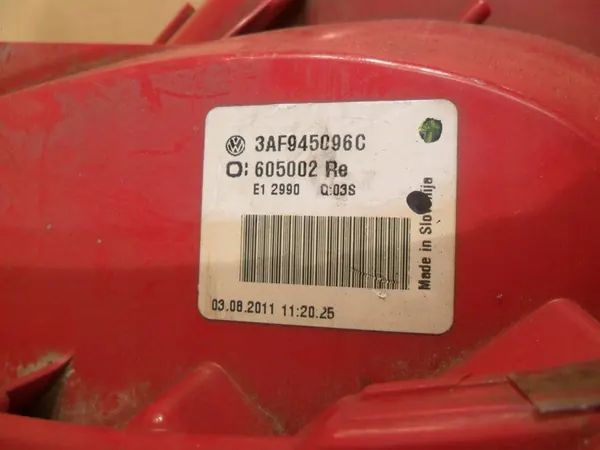 3AF945096C
O: 605002 Re
E1 2990 Q:03S
03.08.2011 11:20.25
Made in Slovenija